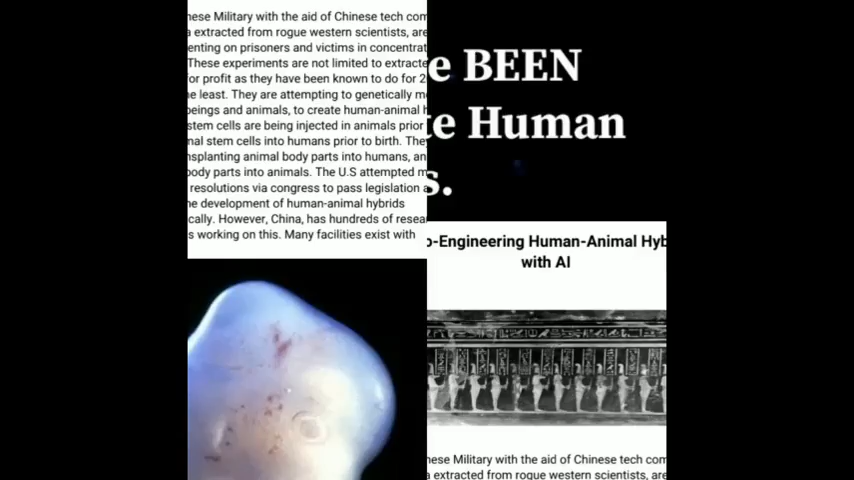 nese Military with the aid of Chinese tech com
a extracted from rogue western scientists, are
enting on prisoners and victims in concentrat
These experiments are not limited to extracte
or profit as they have been known to do for 2
ne least. They are attempting to genetically m
beings and animals, to create human-animal h
stem cells are being injected in animals prior
nal stem cells into humans prior to birth. They
nsplanting animal body parts into humans, an
body parts into animals. The U.S attempted m
resolutions via congress to pass legislation a
ne development of human-animal hybrids
cally. However, China, has hundreds of resea
s working on this. Many facilities exist with
e BEEN
te Human
s.
o-Engineering Human-Animal Hyb
with AI
nese Military with the aid of Chinese tech com
a extracted from rogue western scientists, are